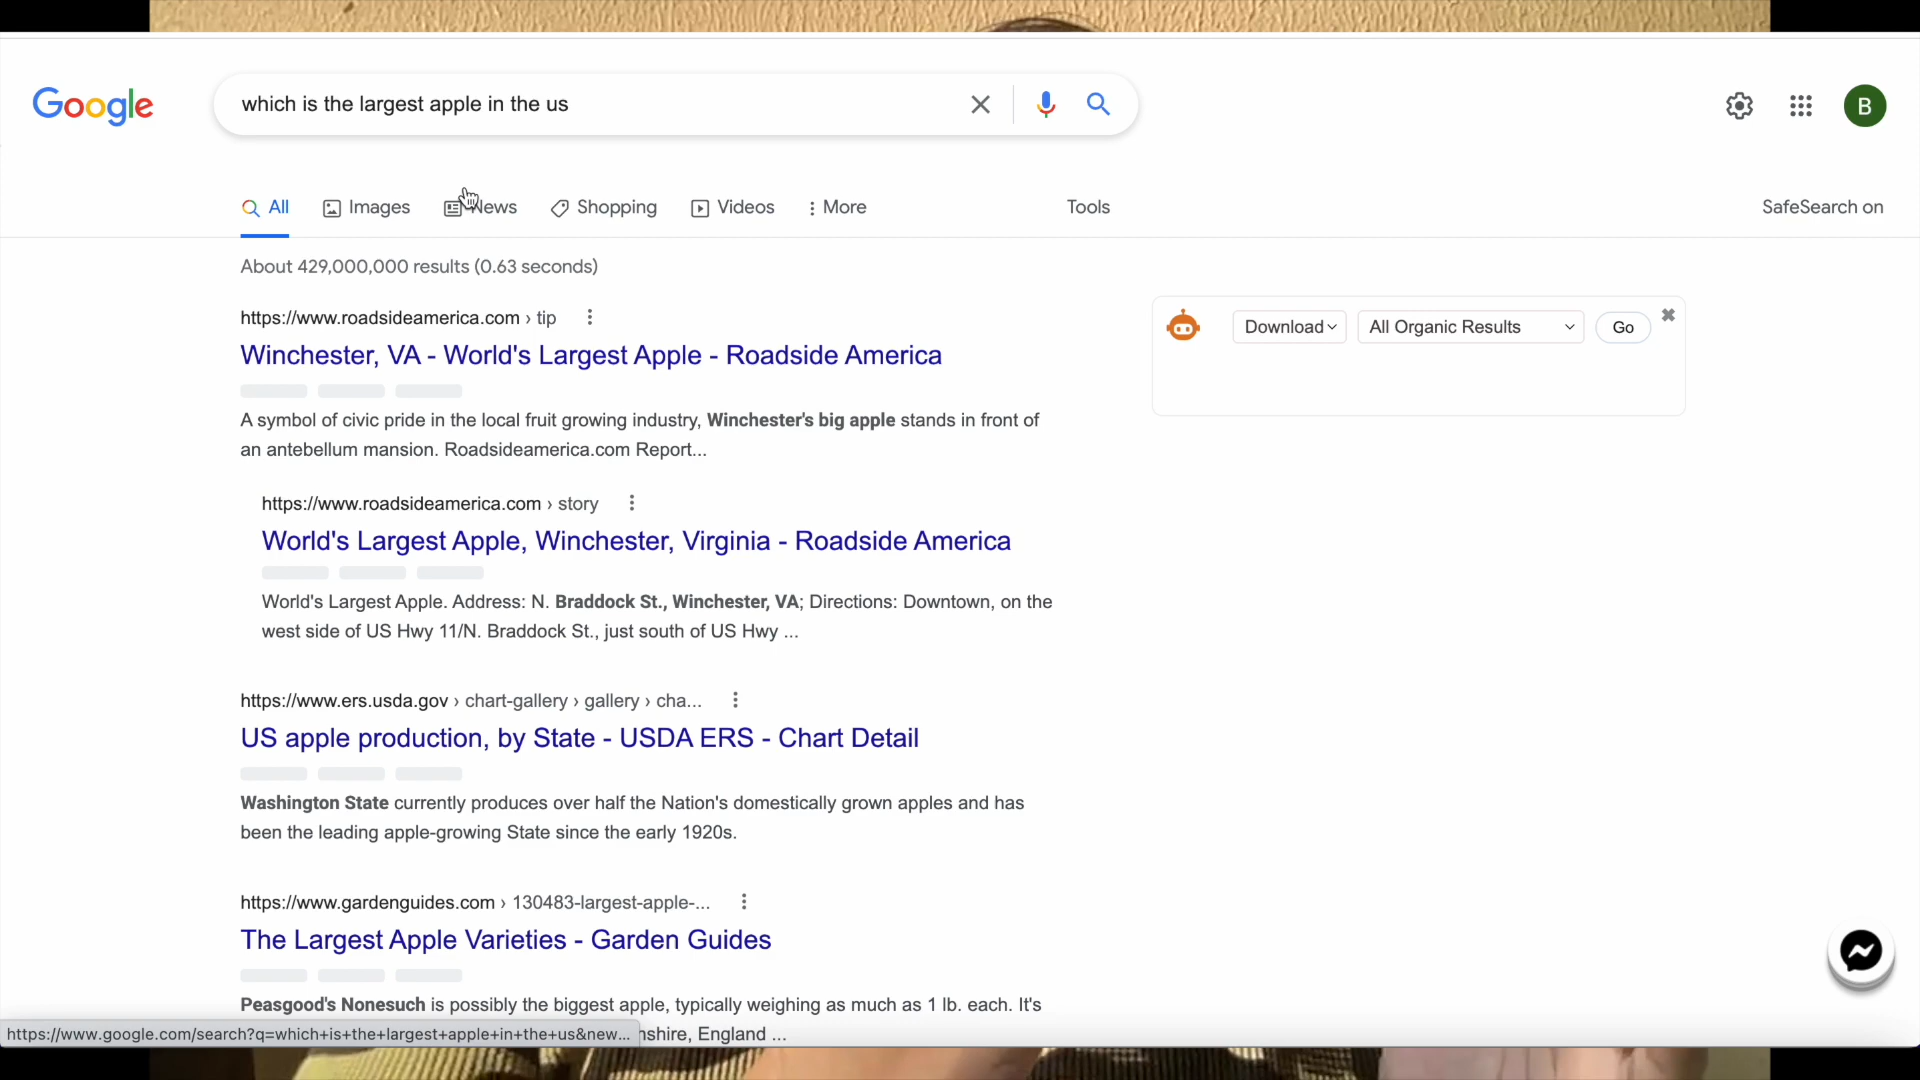 Google
which is the largest apple in the us
B
All
Images
News
Shopping
Videos
More
Tools
SafeSearch on
About 429,000,000 results (0.63 seconds)
https://www.roadsideamerica.com › tip
Winchester, VA - World's Largest Apple - Roadside America
A symbol of civic pride in the local fruit growing industry, Winchester's big apple stands in front of
an antebellum mansion. Roadsideamerica.com Report...
Download
All Organic Results
Go
https://www.roadsideamerica.com › story
World's Largest Apple, Winchester, Virginia - Roadside America
World's Largest Apple. Address: N. Braddock St., Winchester, VA; Directions: Downtown, on the
west side of US Hwy 11/N. Braddock St., just south of US Hwy ...
https://www.ers.usda.gov › chart-gallery › gallery › cha...
US apple production, by State - USDA ERS - Chart Detail
Washington State currently produces over half the Nation's domestically grown apples and has
been the leading apple-growing State since the early 1920s.
https://www.gardenguides.com › 130483-largest-apple-...
The Largest Apple Varieties - Garden Guides
Peasgood's Nonesuch is possibly the biggest apple, typically weighing as much as 1 lb. each. It's
https://www.google.com/search?q=which+is+the+largest+apple+in+the+us&new... England ...